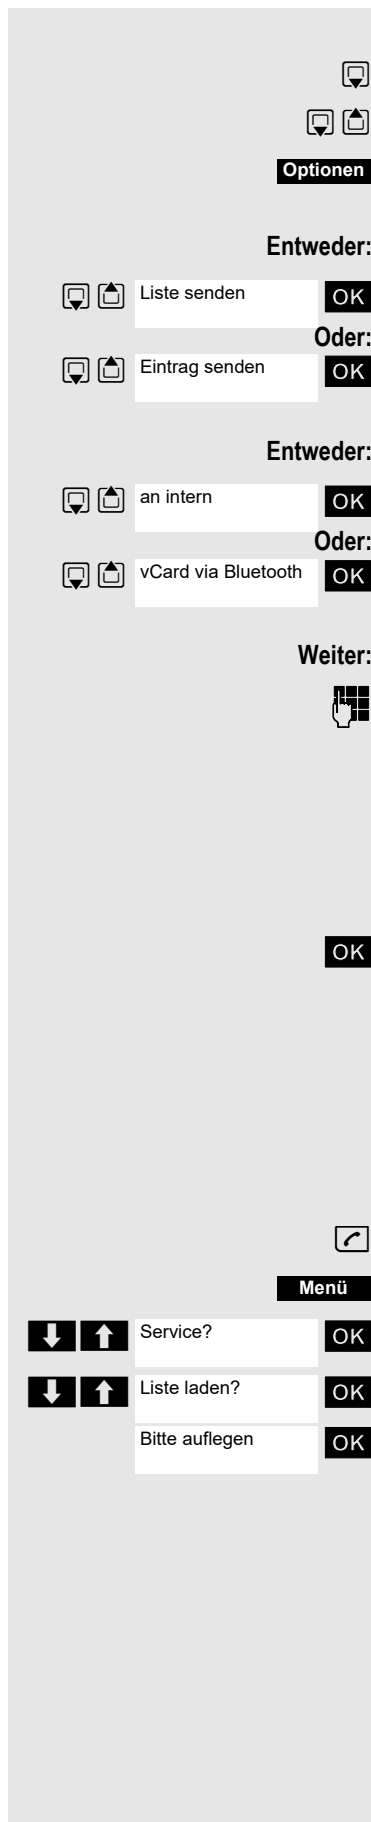 Optionen
Entweder:
Liste senden OK
Oder:
Eintrag senden OK
Entweder:
an intern OK
Oder:
vCard via Bluetooth OK
Weiter:
OK
Menü
Service? OK
Liste laden? OK
Bitte auflegen OK